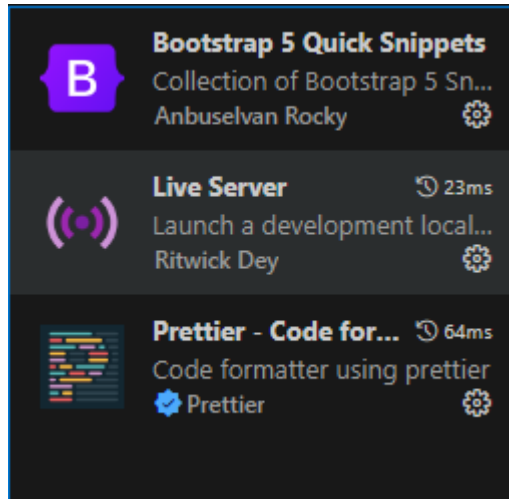 B
Bootstrap 5 Quick Snippets
Collection of Bootstrap 5 Sn...
Anbuselvan Rocky
Live Server 23ms
Launch a development local...
Ritwick Dey
Prettier - Code for... 64ms
Code formatter using prettier
Prettier